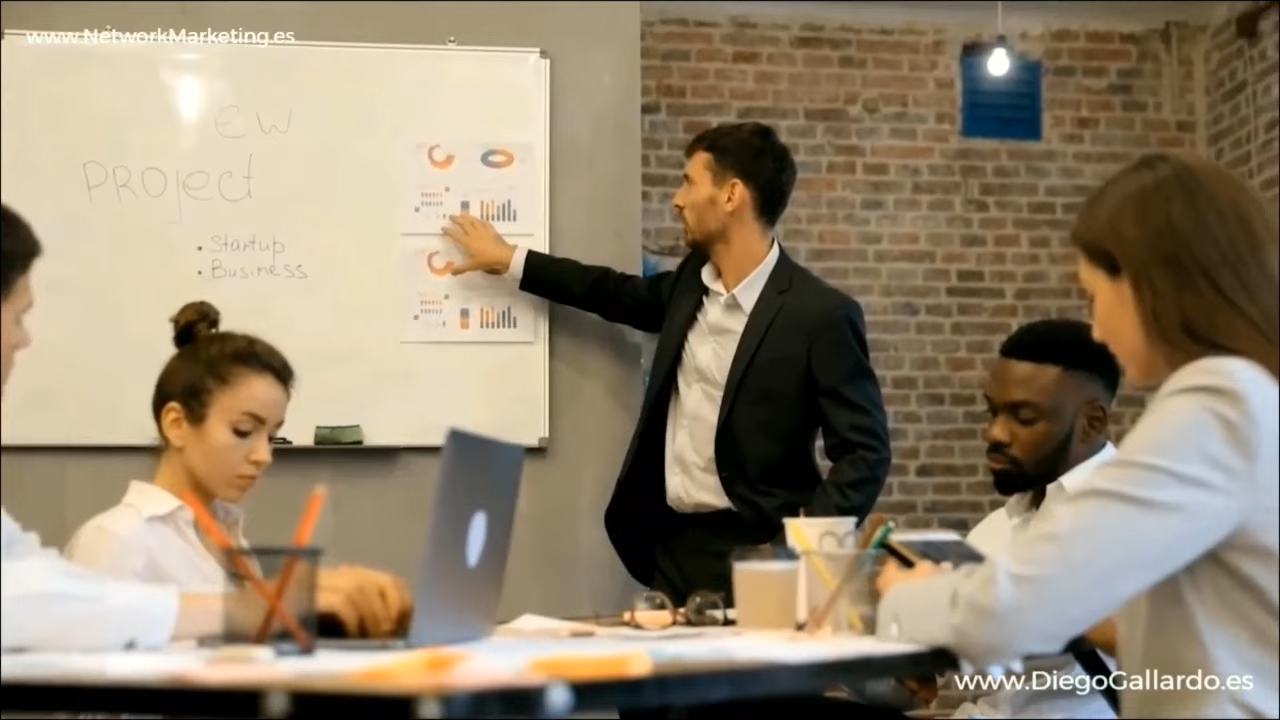 www.NetworkMarketing.es
ew
PROject
• Startup
• Business
www.DiegoGallardo.es